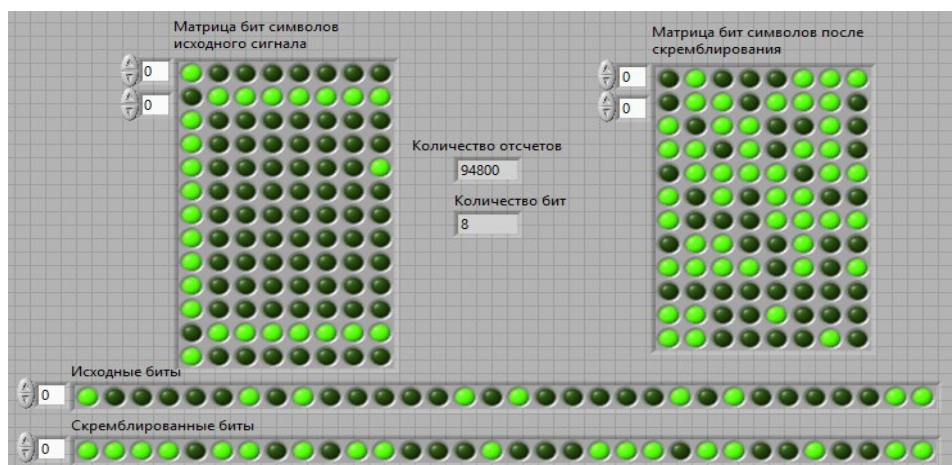 Матрица бит символов
исходного сигнала
0
0
Количество отсчетов
94800
Количество бит
8
Матрица бит символов после
скремблирования
0
0
Исходные биты
0
Скремблированные биты
0